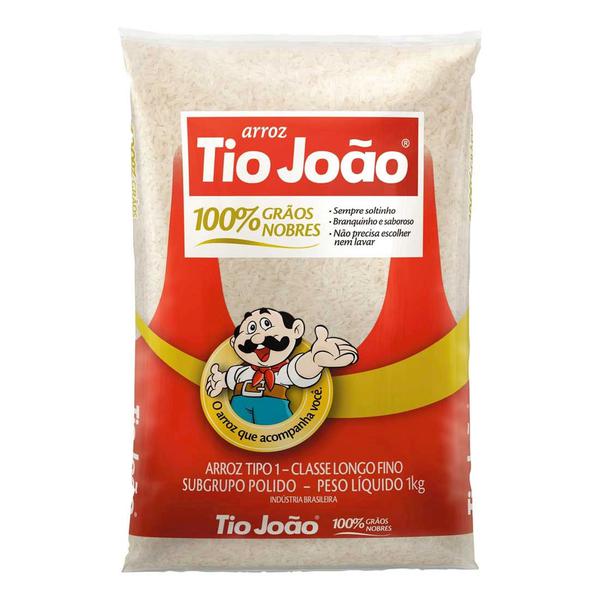 arroz
Tio João®
100% GRÃOS NOBRES
• Sempre soltinho
• Branquinho e saboroso
• Não precisa escolher
nem lavar
O arroz que acompanha você.
ARROZ TIPO 1 – CLASSE LONGO FINO
SUBGRUPO POLIDO – PESO LÍQUIDO 1kg
INDÚSTRIA BRASILEIRA
Tio João® 100% GRÃOS NOBRES